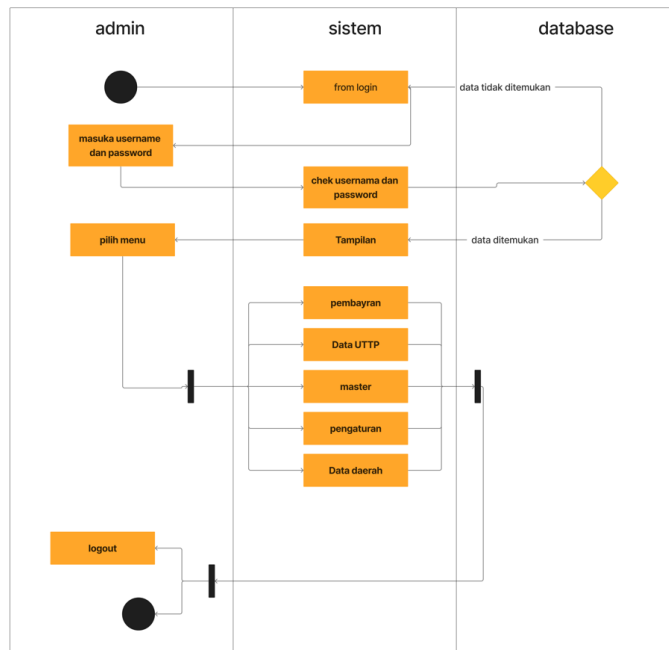 admin
sistem
database
from login
data tidak ditemukan
masuka username
dan password
chek usernama dan
password
pilih menu
Tampilan
data ditemukan
pembayran
Data UTTP
master
pengaturan
Data daerah
logout